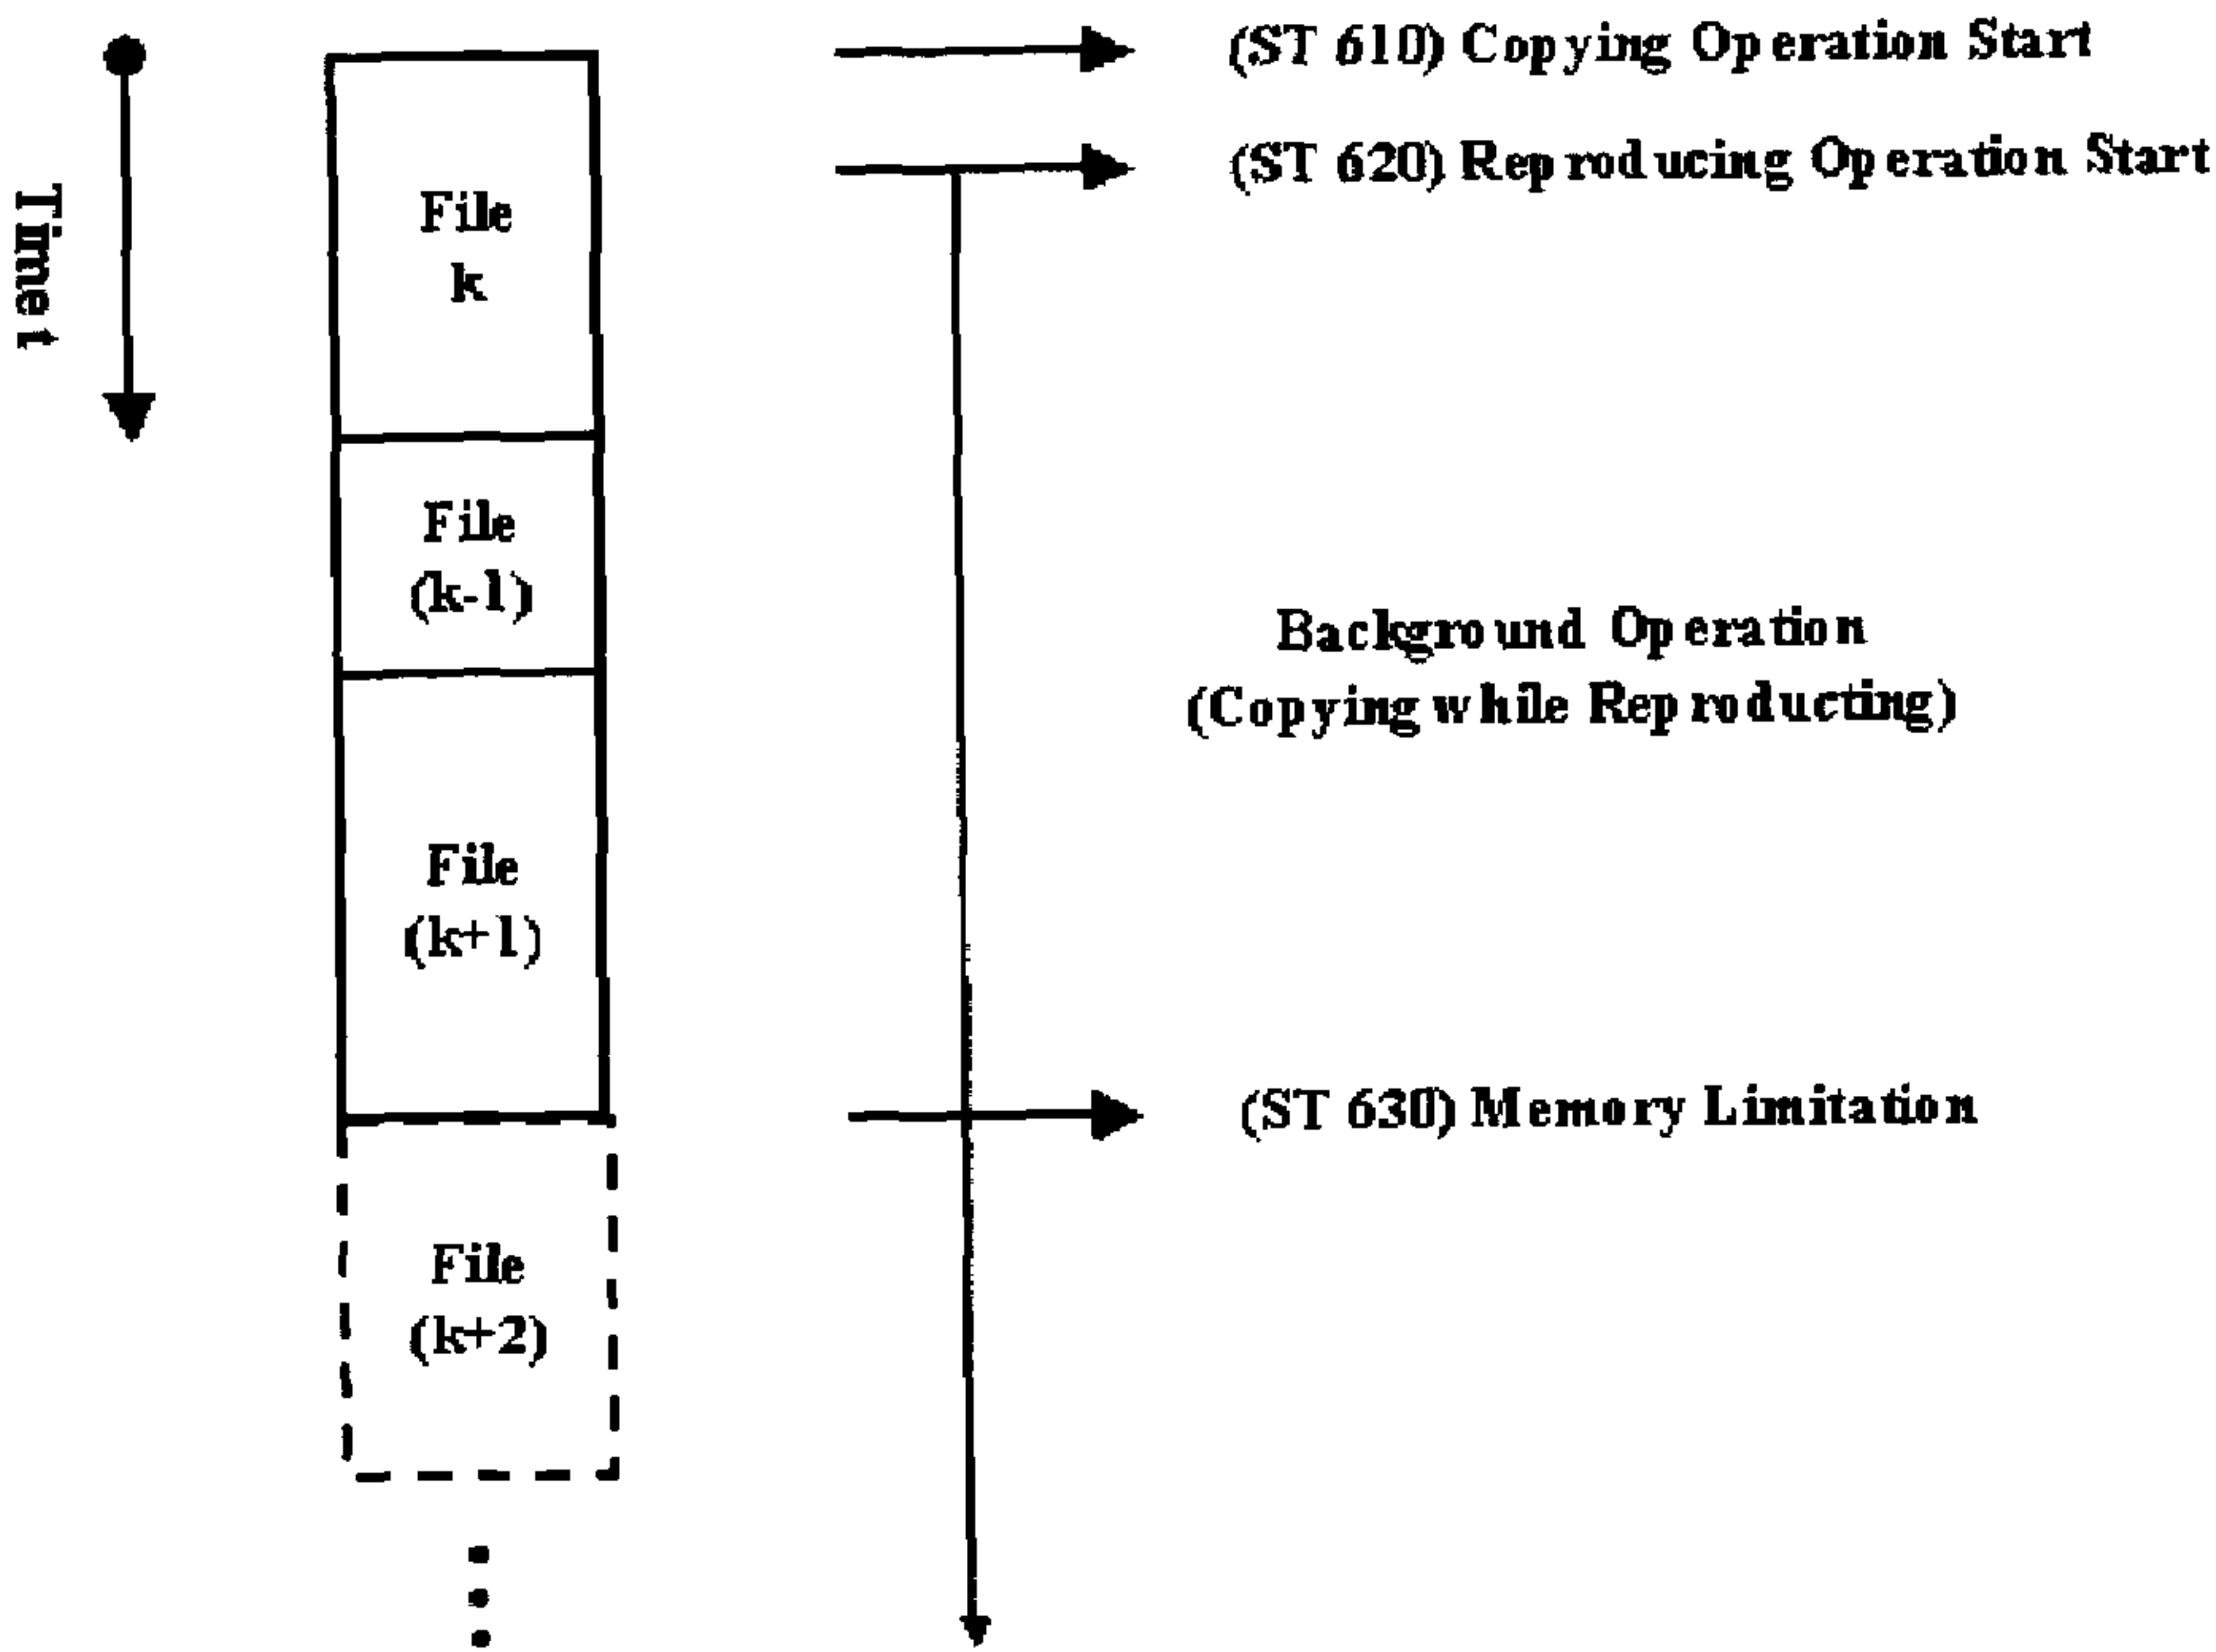 (ST 610) Copying Operation Start
(ST 620) Reproducing Operation Start
Time t
File
k
File
(k-1)
Background Operation
(Copying while Reproducting)
File
(k+1)
(ST 630) Memory Limitation
File
(k+2)